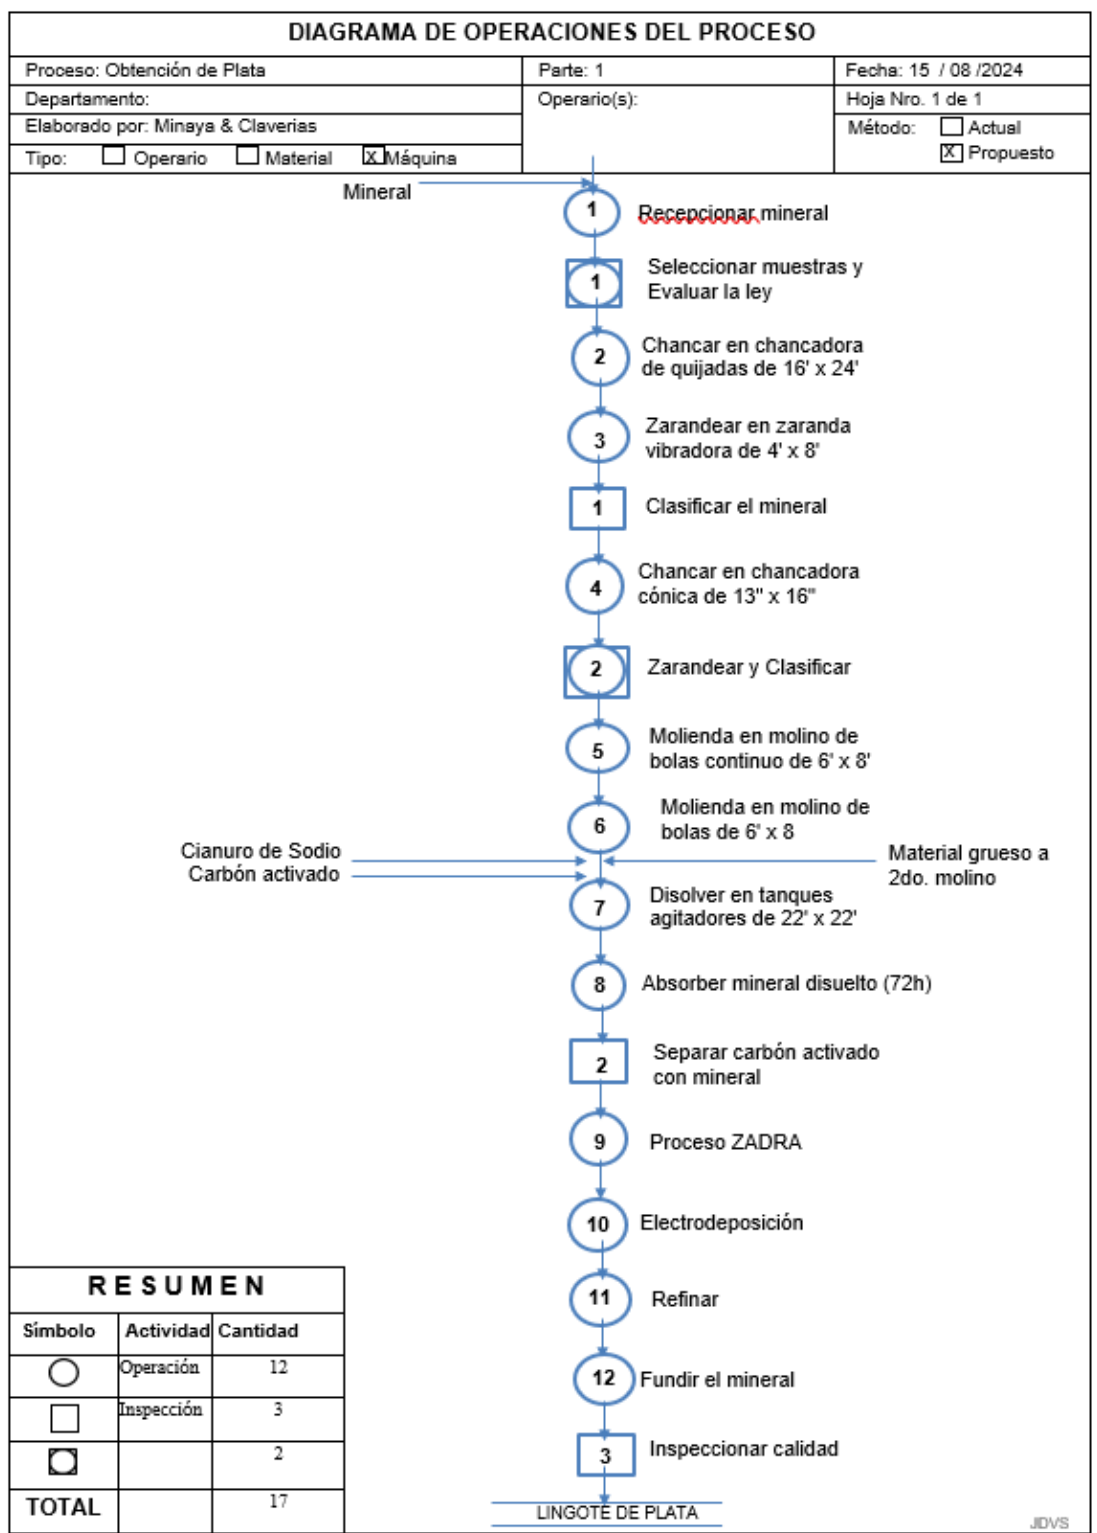 DIAGRAMA DE OPERACIONES DEL PROCESO
Proceso: Obtención de Plata
Parte: 1
Fecha: 15 / 08 /2024
Departamento:
Operario(s):
Hoja Nro. 1 de 1
Elaborado por: Minaya & Claverias
Método: Actual
X Propuesto
Tipo: Operario Material X Máquina
Mineral
1 Recepcionar mineral
1 Seleccionar muestras y
Evaluar la ley
2 Chancar en chancadora
de quijadas de 16' x 24'
3 Zarandear en zaranda
vibradora de 4' x 8'
1 Clasificar el mineral
4 Chancar en chancadora
cónica de 13" x 16"
2 Zarandear y Clasificar
5 Molienda en molino de
bolas continuo de 6' x 8'
6 Molienda en molino de
bolas de 6' x 8
Cianuro de Sodio
Carbón activado
Material grueso a
2do. molino
7 Disolver en tanques
agitadores de 22' x 22'
8 Absorber mineral disuelto (72h)
2 Separar carbón activado
con mineral
9 Proceso ZADRA
10 Electrodeposición
11 Refinar
12 Fundir el mineral
3 Inspeccionar calidad
LINGOTE DE PLATA
RESUMEN
Símbolo Actividad Cantidad
Operación 12
Inspección 3
2
TOTAL 17
JDVS